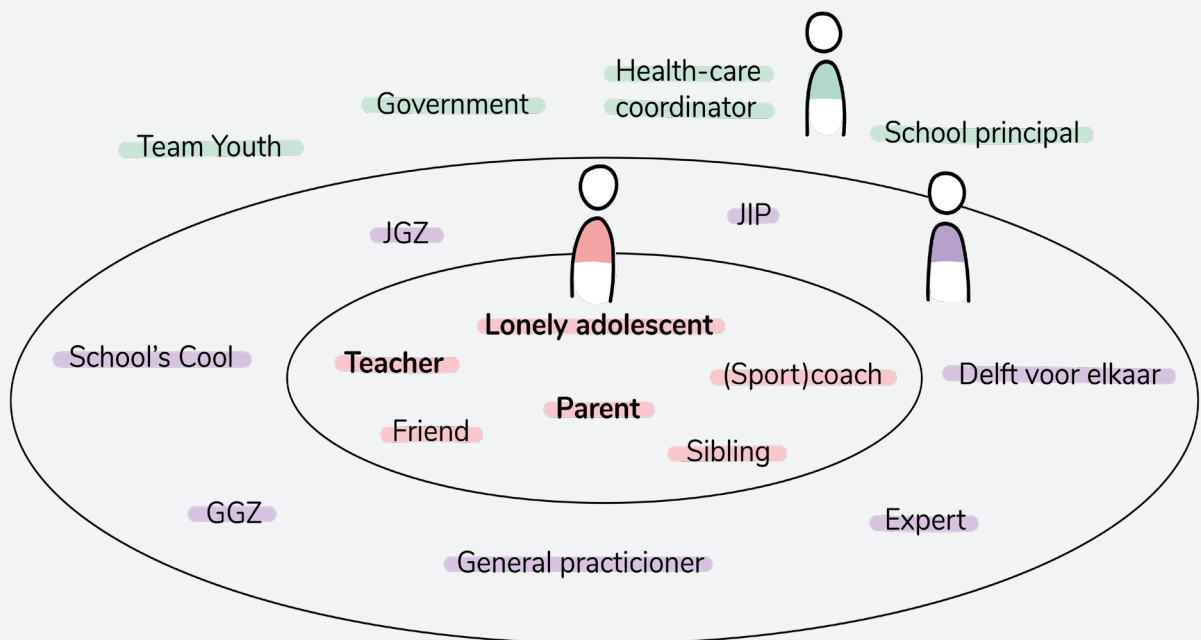 Health-care
coordinator
Government
School principal
Team Youth
JIP
JGZ
Lonely adolescent
School's Cool
Teacher
(Sport)coach
Delft voor elkaar
Parent
Friend
Sibling
GGZ
Expert
General practicioner